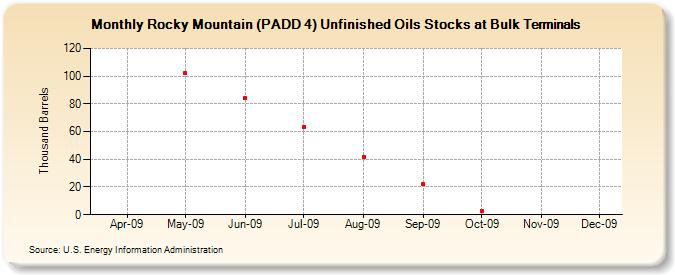 Monthly Rocky Mountain (PADD 4) Unfinished Oils Stocks at Bulk Terminals
Thousand Barrels
120
100
80
60
40
20
0
Apr-09 May-09 Jun-09 Jul-09 Aug-09 Sep-09 Oct-09 Nov-09 Dec-09
Source: U.S. Energy Information Administration